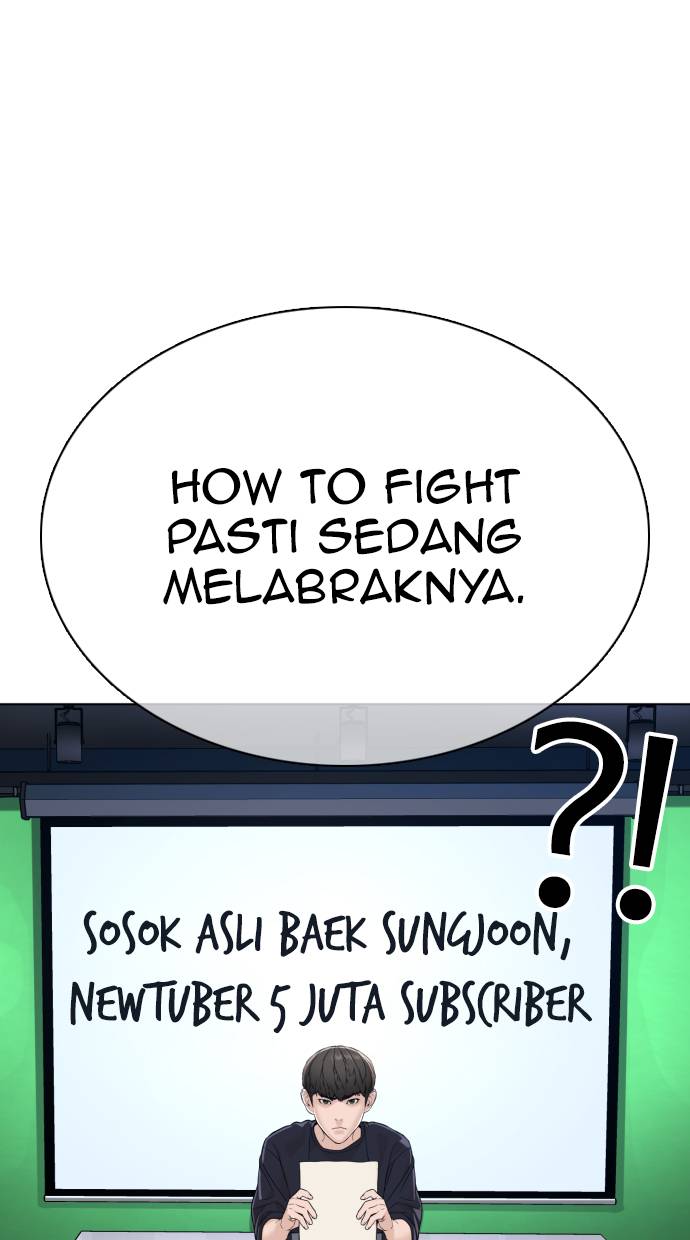 HOW TO FIGHT
PASTI SEDANG
MELABRAKNYA.
?!
SOSOK ASLI BAEK SUNGJOON,
NEWTUBER 5 JUTA SUBSCRIBER